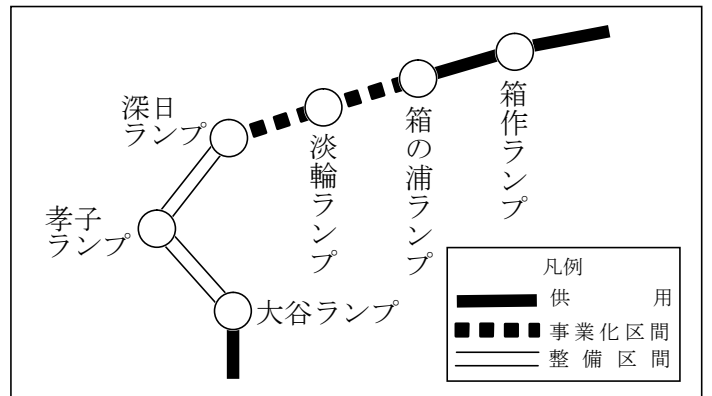 深日
ランプ
淡輪ランプ
箱の浦ランプ
箱作ランプ
孝子
ランプ
大谷ランプ
凡例
供用
事業化区間
整備区間